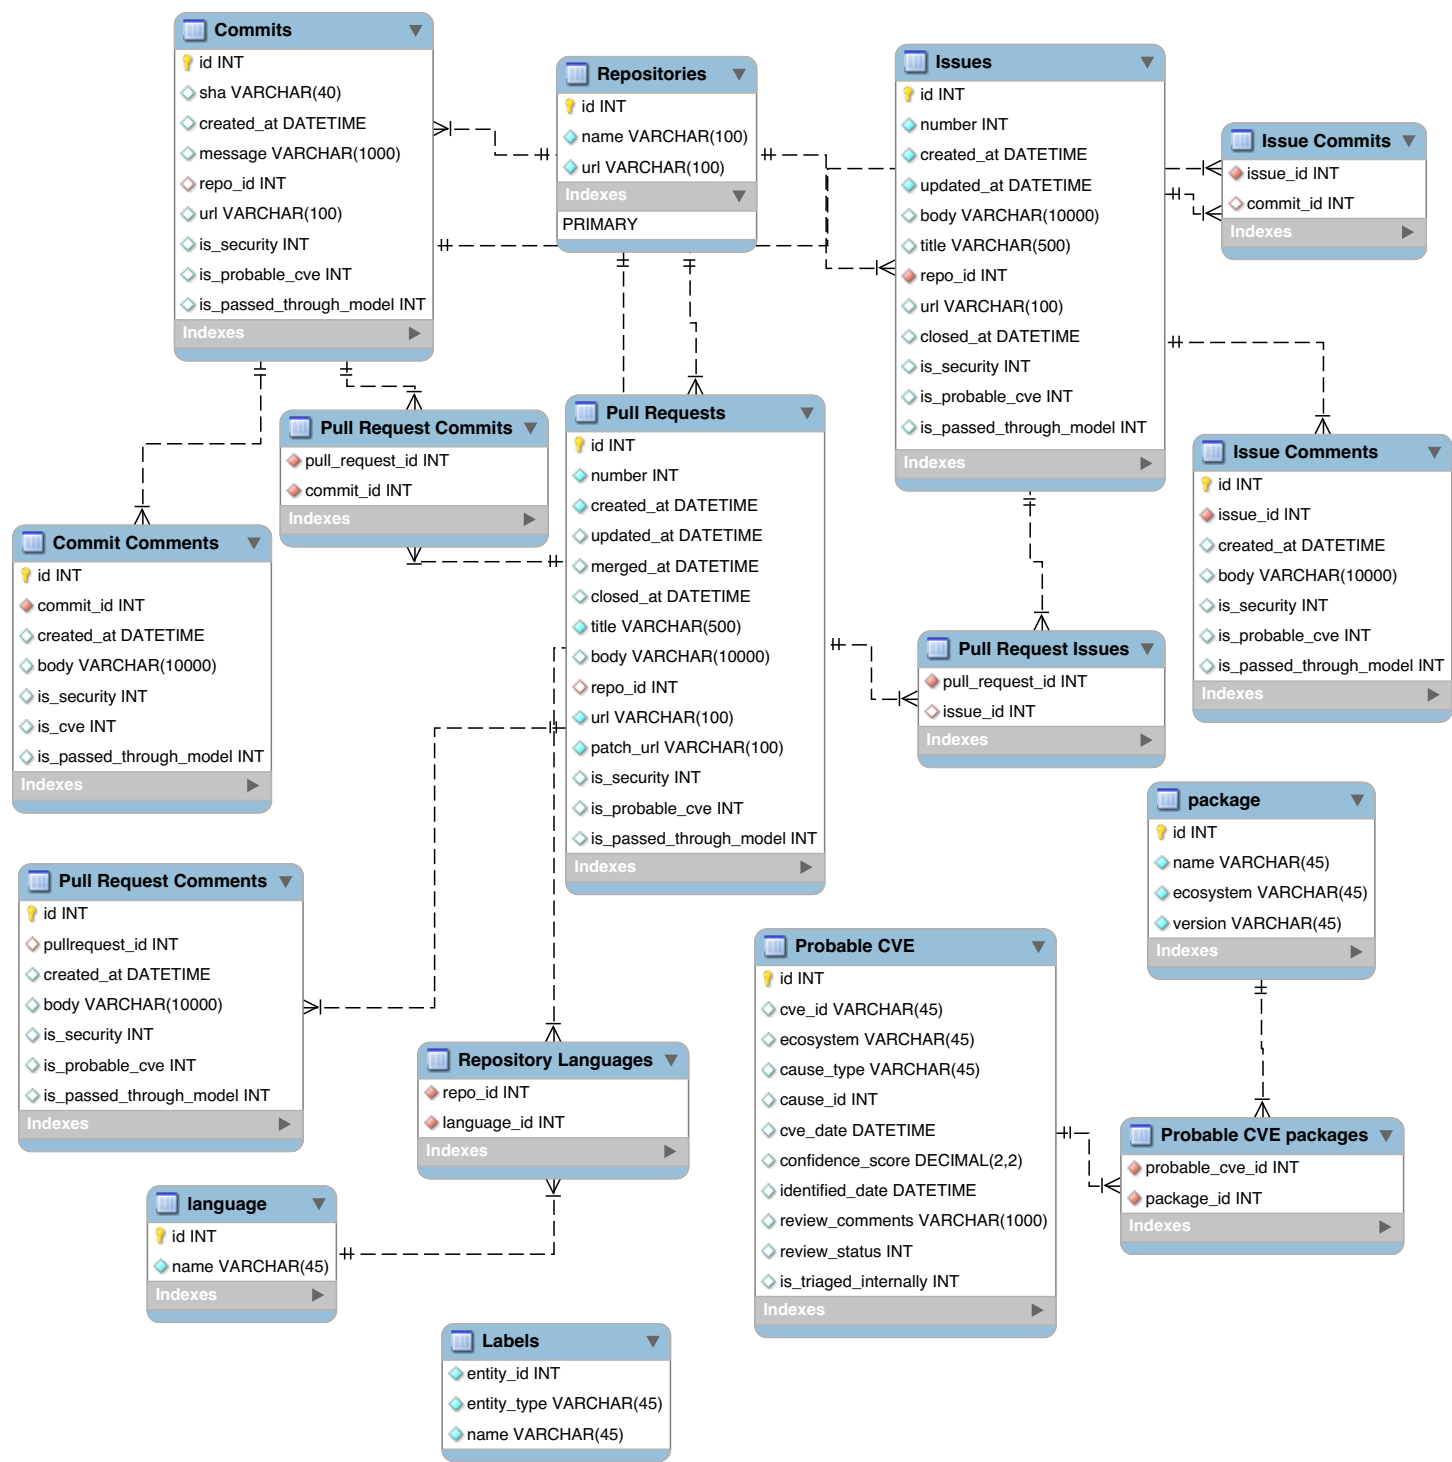 Commits
id INT
sha VARCHAR(40)
created_at DATETIME
message VARCHAR(1000)
repo_id INT
url VARCHAR(100)
is_security INT
is_probable_cve INT
is_passed_through_model INT
Indexes
Repositories
id INT
name VARCHAR(100)
url VARCHAR(100)
Indexes
PRIMARY
Issues
id INT
number INT
created_at DATETIME
updated_at DATETIME
body VARCHAR(10000)
title VARCHAR(500)
repo_id INT
url VARCHAR(100)
closed_at DATETIME
is_security INT
is_probable_cve INT
is_passed_through_model INT
Indexes
Issue Commits
issue_id INT
commit_id INT
Indexes
Pull Request Commits
pull_request_id INT
commit_id INT
Indexes
Pull Requests
id INT
number INT
created_at DATETIME
updated_at DATETIME
merged_at DATETIME
closed_at DATETIME
title VARCHAR(500)
body VARCHAR(10000)
repo_id INT
url VARCHAR(100)
patch_url VARCHAR(100)
is_security INT
is_probable_cve INT
is_passed_through_model INT
Indexes
Issue Comments
id INT
issue_id INT
created_at DATETIME
body VARCHAR(10000)
is_security INT
is_probable_cve INT
is_passed_through_model INT
Indexes
Commit Comments
id INT
commit_id INT
created_at DATETIME
body VARCHAR(10000)
is_security INT
is_cve INT
is_passed_through_model INT
Indexes
Pull Request Issues
pull_request_id INT
issue_id INT
Indexes
package
id INT
name VARCHAR(45)
ecosystem VARCHAR(45)
version VARCHAR(45)
Indexes
Pull Request Comments
id INT
pullrequest_id INT
created_at DATETIME
body VARCHAR(10000)
is_security INT
is_probable_cve INT
is_passed_through_model INT
Indexes
Probable CVE
id INT
cve_id VARCHAR(45)
ecosystem VARCHAR(45)
cause_type VARCHAR(45)
cause_id INT
cve_date DATETIME
confidence_score DECIMAL(2,2)
identified_date DATETIME
review_comments VARCHAR(1000)
review_status INT
is_triaged_internally INT
Indexes
Repository Languages
repo_id INT
language_id INT
Indexes
Probable CVE packages
probable_cve_id INT
package_id INT
Indexes
language
id INT
name VARCHAR(45)
Indexes
Labels
entity_id INT
entity_type VARCHAR(45)
name VARCHAR(45)